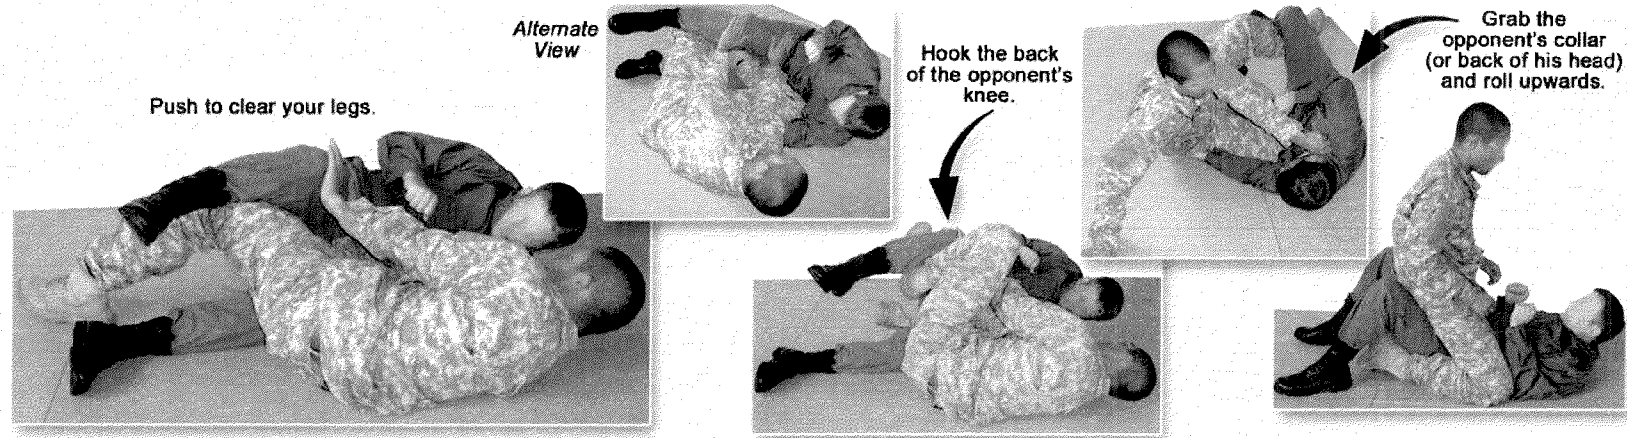 Push to clear your legs.
Alternate
View
Hook the back
of the opponent's
knee.
Grab the
opponent's collar
(or back of his head)
and roll upwards.